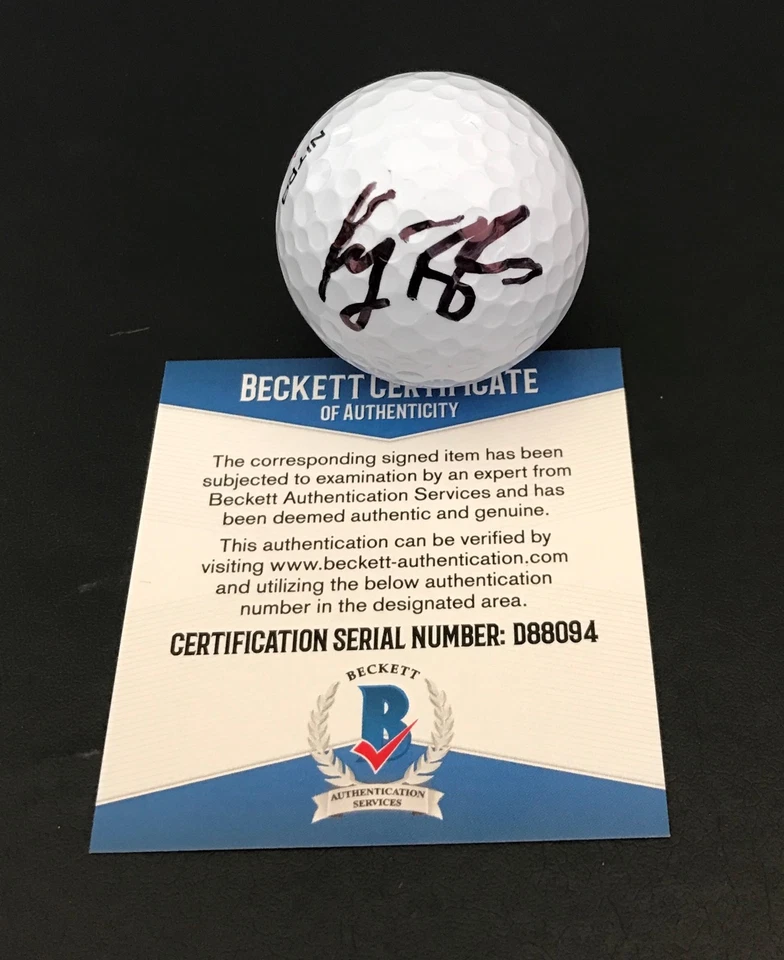 NITRO
BECKETT CERTIFICATE
OF AUTHENTICITY
The corresponding signed item has been
subjected to examination by an expert from
Beckett Authentication Services and has
been deemed authentic and genuine.
This authentication can be verified by
visiting www.beckett-authentication.com
and utilizing the below authentication
number in the designated area.
CERTIFICATION SERIAL NUMBER: D88094
BECKETT
B
AUTHENTICATION
SERVICES